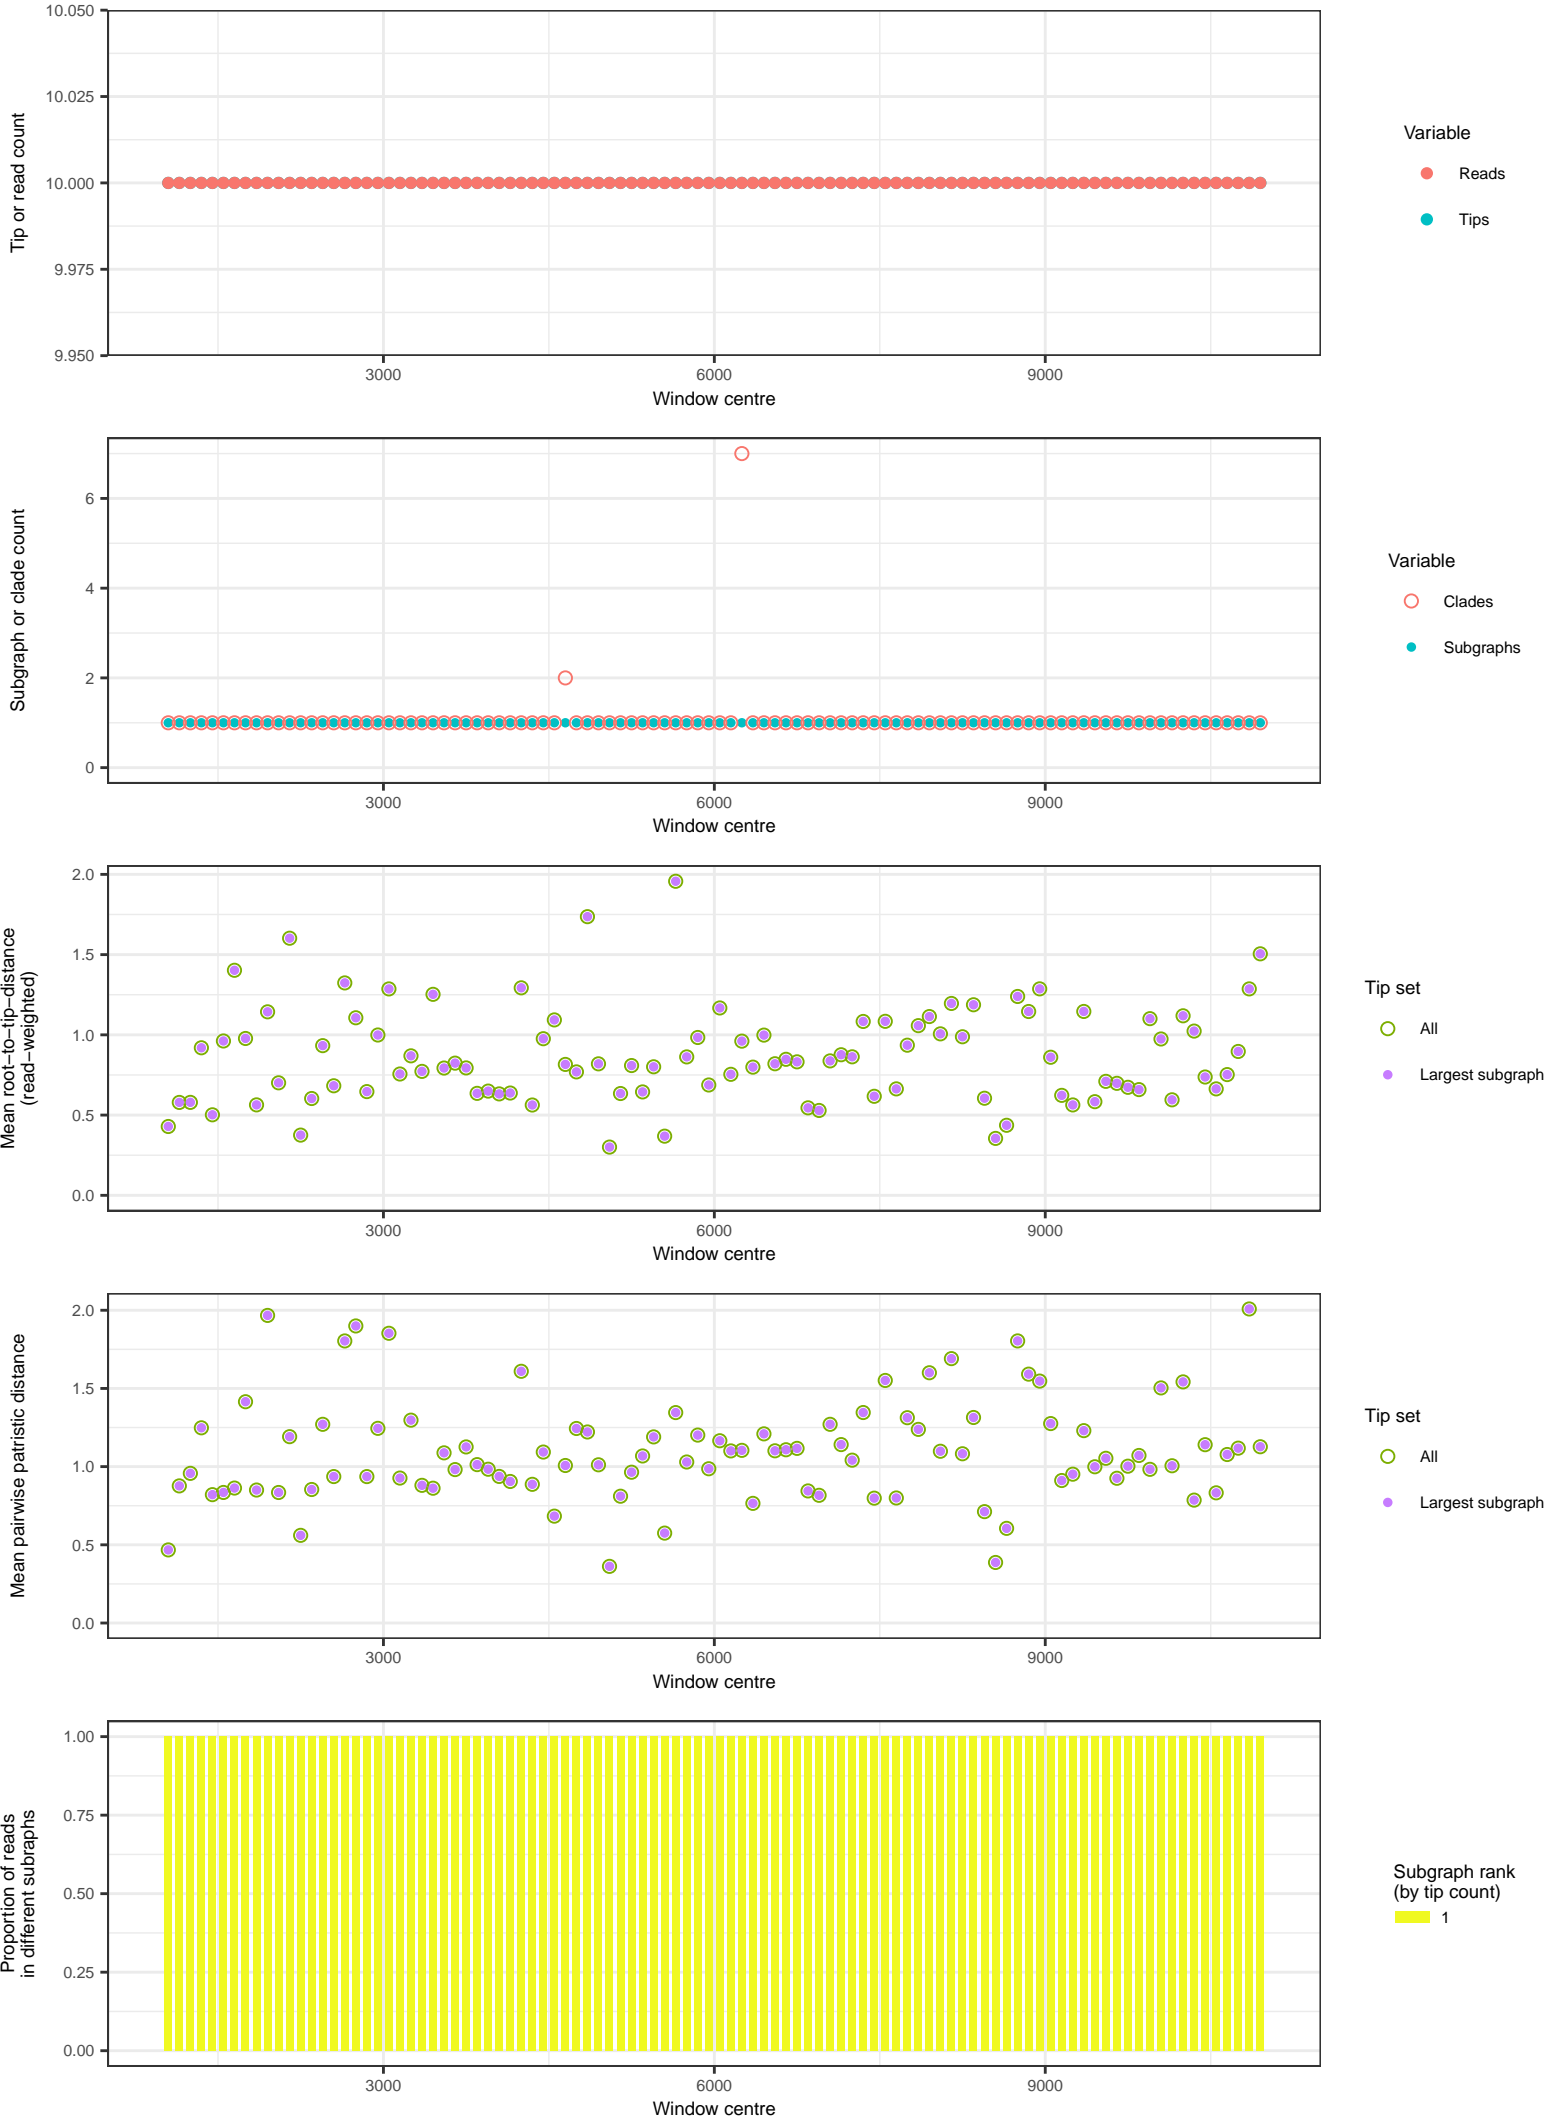 10.050
10.025
10.000
9.975
9.950
Tip or read count
3000
6000
9000
Window centre
Variable
Reads
Tips
6
4
2
0
Subgraph or clade count
3000
6000
9000
Window centre
Variable
Clades
Subgraphs
2.0
1.5
1.0
0.5
0.0
Mean root−to−tip−distance
(read−weighted)
3000
6000
9000
Window centre
Tip set
All
Largest subgraph
2.0
1.5
1.0
0.5
0.0
Mean pairwise patristic distance
3000
6000
9000
Window centre
Tip set
All
Largest subgraph
1.00
0.75
0.50
0.25
0.00
Proportion of reads
in different subraphs
3000
6000
9000
Window centre
Subgraph rank
(by tip count)
1